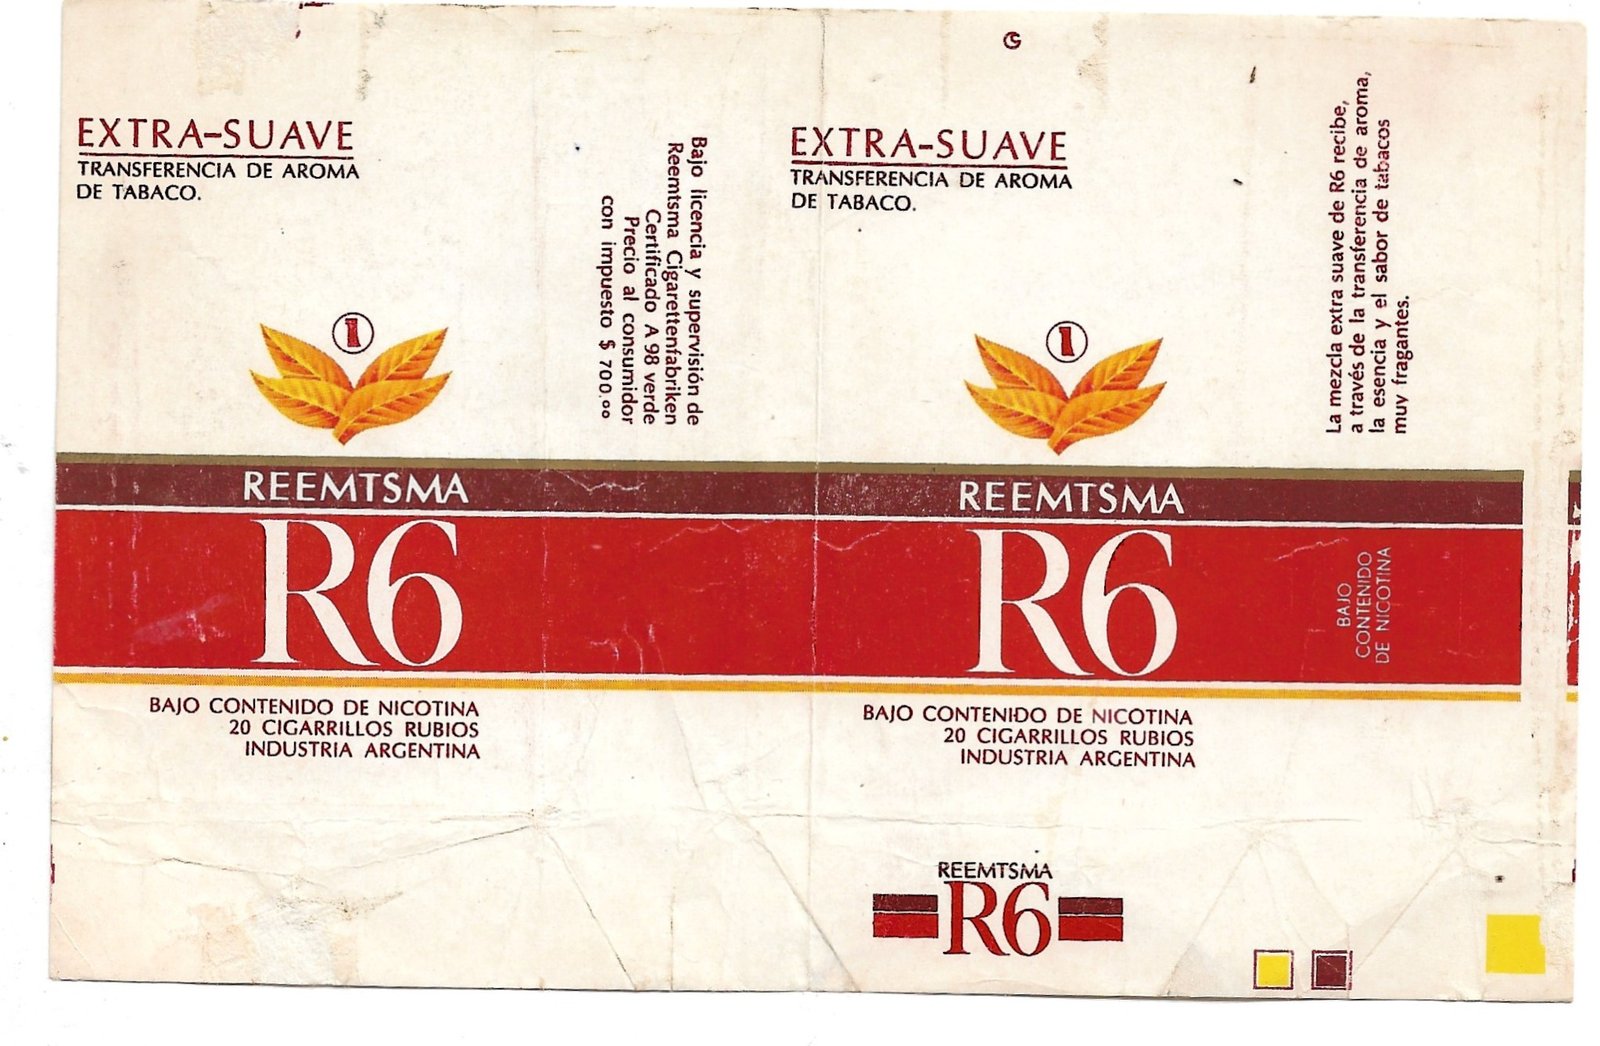 EXTRA-SUAVE
TRANSFERENCIA DE AROMA
DE TABACO.
1
REEMTSMA
R6
BAJO CONTENIDO DE NICOTINA
20 CIGARRILLOS RUBIOS
INDUSTRIA ARGENTINA
Bajo licencia y supervisión de
Reemtsma Cigarettenfabriken
Certificado A 98 verde
Precio al consumidor
con impuesto $ 700.00
EXTRA-SUAVE
TRANSFERENCIA DE AROMA
DE TABACO.
1
REEMTSMA
R6
BAJO CONTENIDO DE NICOTINA
20 CIGARRILLOS RUBIOS
INDUSTRIA ARGENTINA
REEMTSMA
R6
La mezcla extra suave de R6 recibe,
a través de la transferencia de aroma,
la esencia y el sabor de tabacos
muy fragantes.
BAJO
CONTENIDO
DE NICOTINA